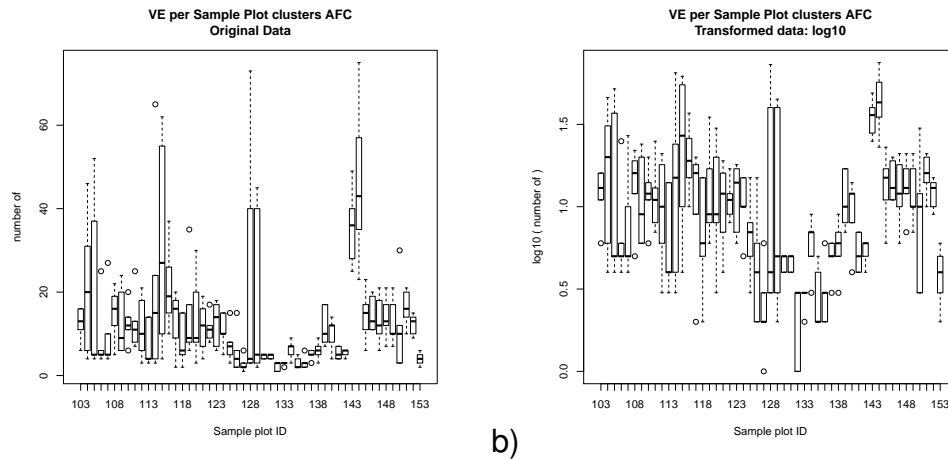 VE per Sample Plot clusters AFC
Original Data
number of
60
40
20
0
103 108 113 118 123 128 133 138 143 148 153
Sample plot ID
b)
VE per Sample Plot clusters AFC
Transformed data: log10
log10 ( number of )
1.5
1.0
0.5
0.0
103 108 113 118 123 128 133 138 143 148 153
Sample plot ID